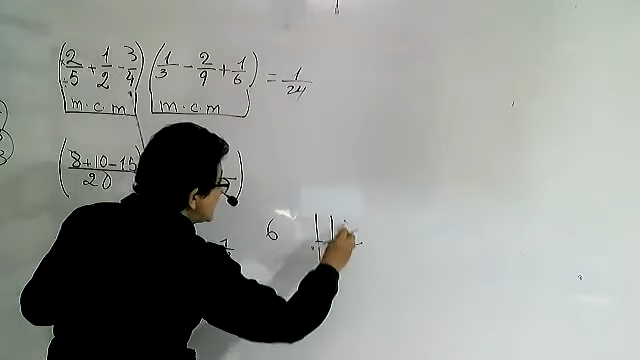 (2/5 + 1/2 - 3/4) (1/3 - 2/9 + 1/6) = 1/24
m.c.m m.c.m
(8+10-15/20
6